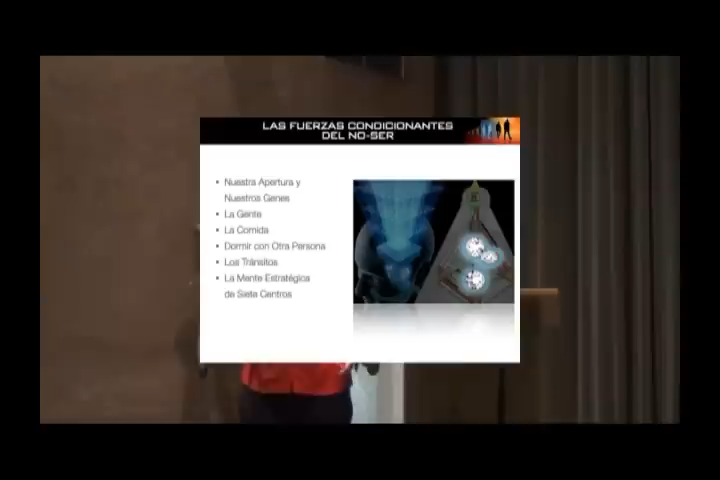 LAS FUERZAS CONDICIONANTES
DEL NO-SER
• Nuestra Apertura y
Nuestros Genes
• La Gente
• La Comida
• Dormir con Otra Persona
• Los Tránsitos
• La Mente Estratégica
de Siete Centros